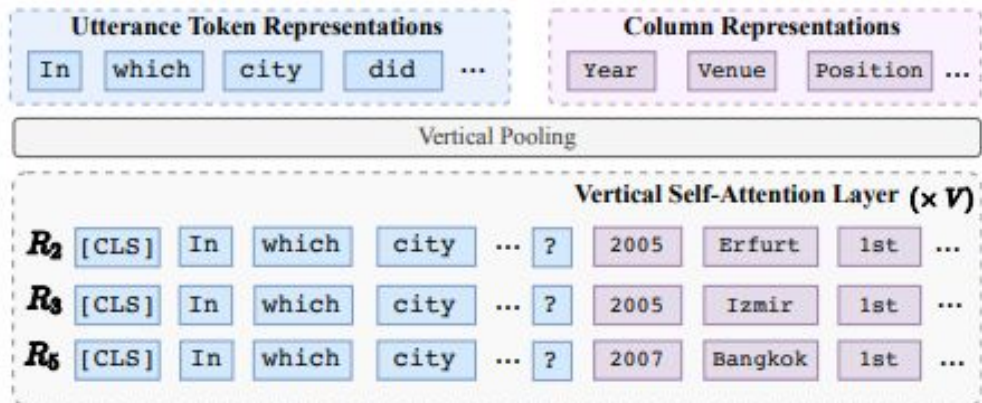 Utterance Token Representations Column Representations
In which city did ... Year Venue Position ...
Vertical Pooling
Vertical Self-Attention Layer (× V)
R₂ [CLS] In which city ... ? 2005 Erfurt 1st ...
R₃ [CLS] In which city ... ? 2005 Izmir 1st ...
R₅ [CLS] In which city ... ? 2007 Bangkok 1st ...